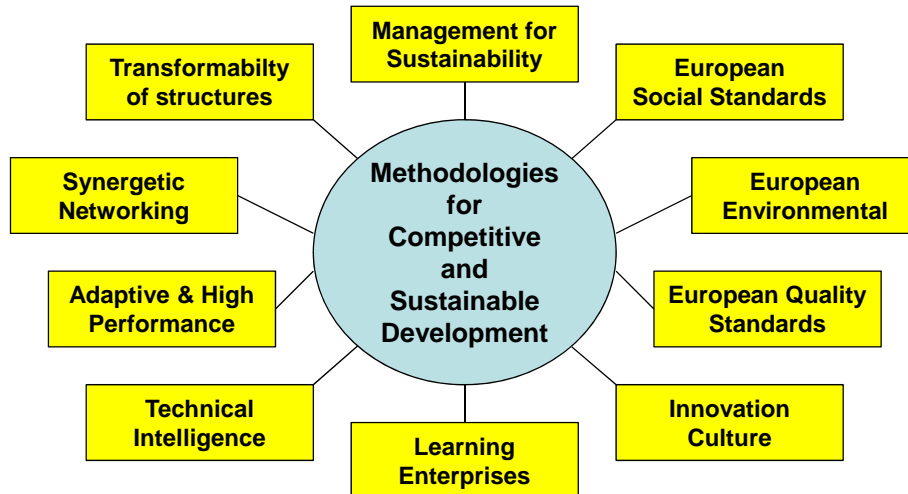 Management for
Sustainability
Transformabilty
of structures
European
Social Standards
Methodologies
for
Competitive
and
Sustainable
Development
Synergetic
Networking
European
Environmental
Adaptive & High
Performance
European Quality
Standards
Technical
Intelligence
Learning
Enterprises
Innovation
Culture